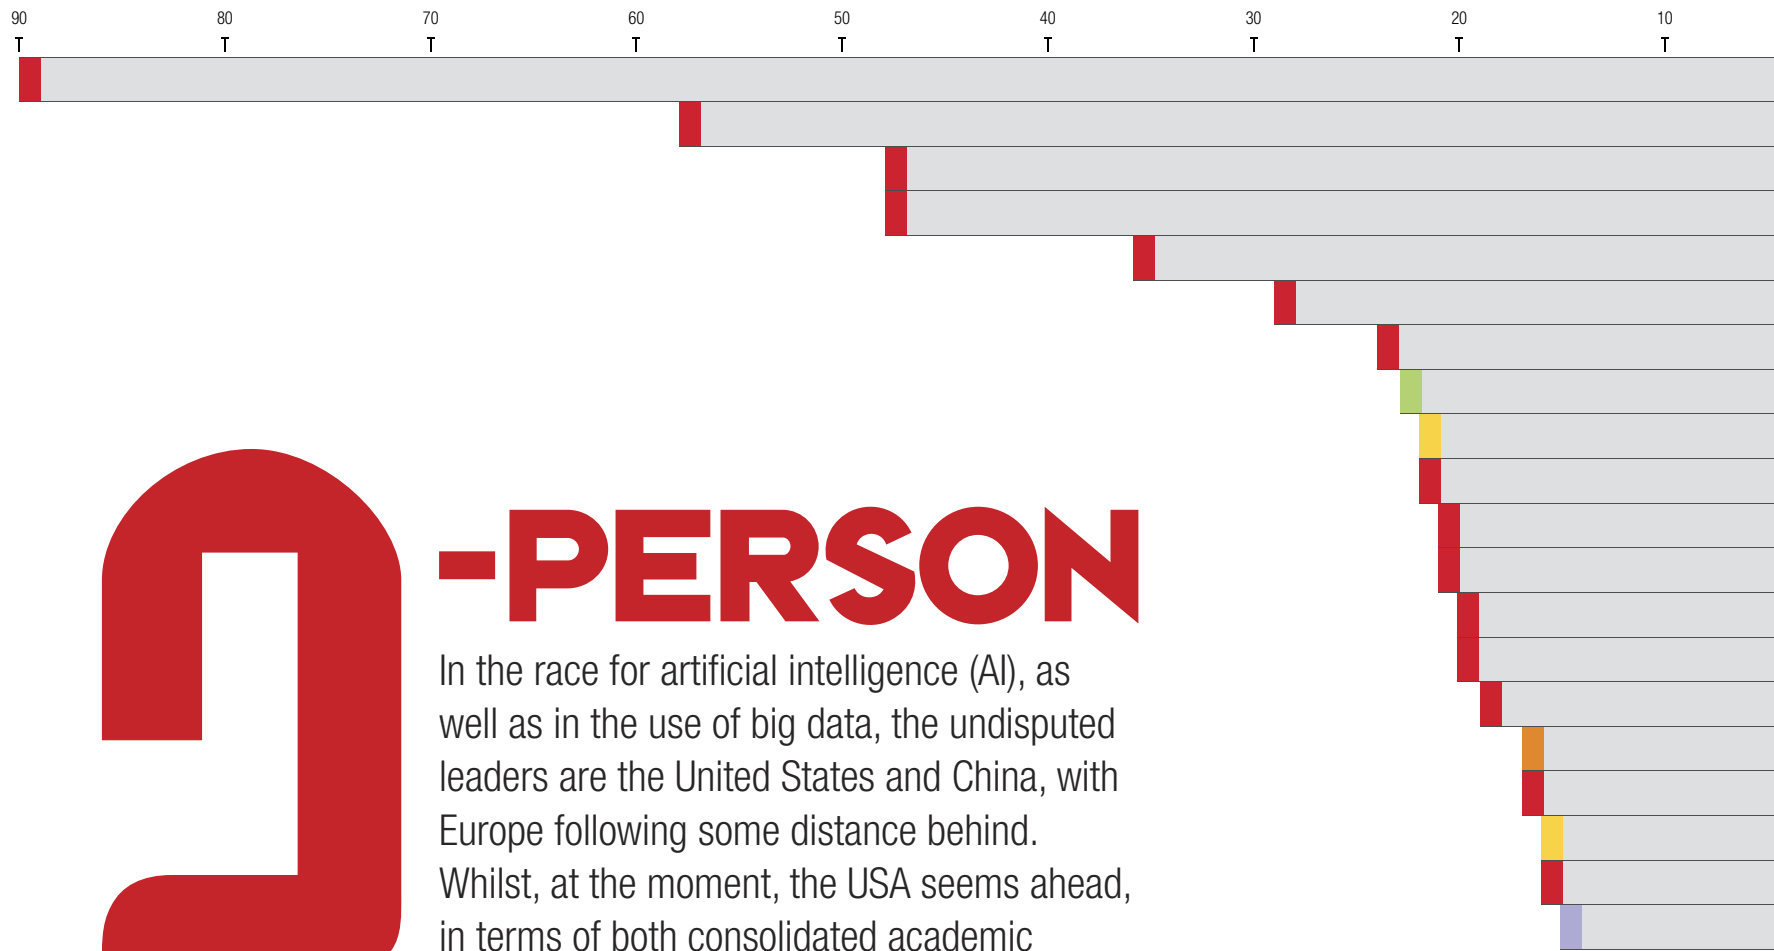 90 80 70 60 50 40 30 20 10
-PERSON
In the race for artificial intelligence (AI), as
well as in the use of big data, the undisputed
leaders are the United States and China, with
Europe following some distance behind.
Whilst, at the moment, the USA seems ahead,
in terms of both consolidated academic